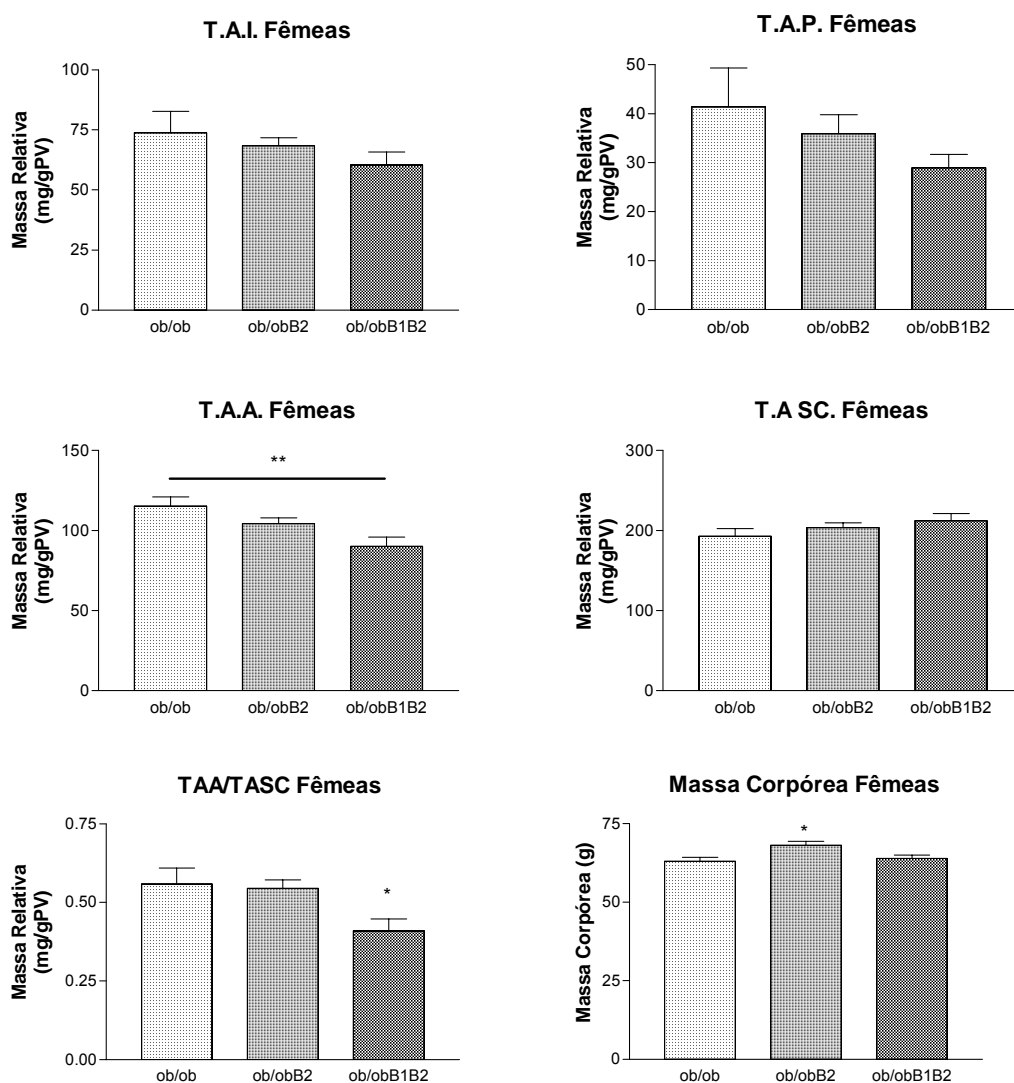 T.A.I. Fêmeas
Massa Relativa
(mg/gPV)
100
75
50
25
0
ob/ob ob/obB2 ob/obB1B2
T.A.P. Fêmeas
Massa Relativa
(mg/gPV)
50
40
30
20
10
0
ob/ob ob/obB2 ob/obB1B2
T.A.A. Fêmeas
Massa Relativa
(mg/gPV)
150
100
50
0
**
ob/ob ob/obB2 ob/obB1B2
T.A SC. Fêmeas
Massa Relativa
(mg/gPV)
300
200
100
0
ob/ob ob/obB2 ob/obB1B2
TAA/TASC Fêmeas
Massa Relativa
(mg/gPV)
0.75
0.50
0.25
0.00
*
ob/ob ob/obB2 ob/obB1B2
Massa Corpórea Fêmeas
Massa Corpórea (g)
75
50
25
0
*
ob/ob ob/obB2 ob/obB1B2